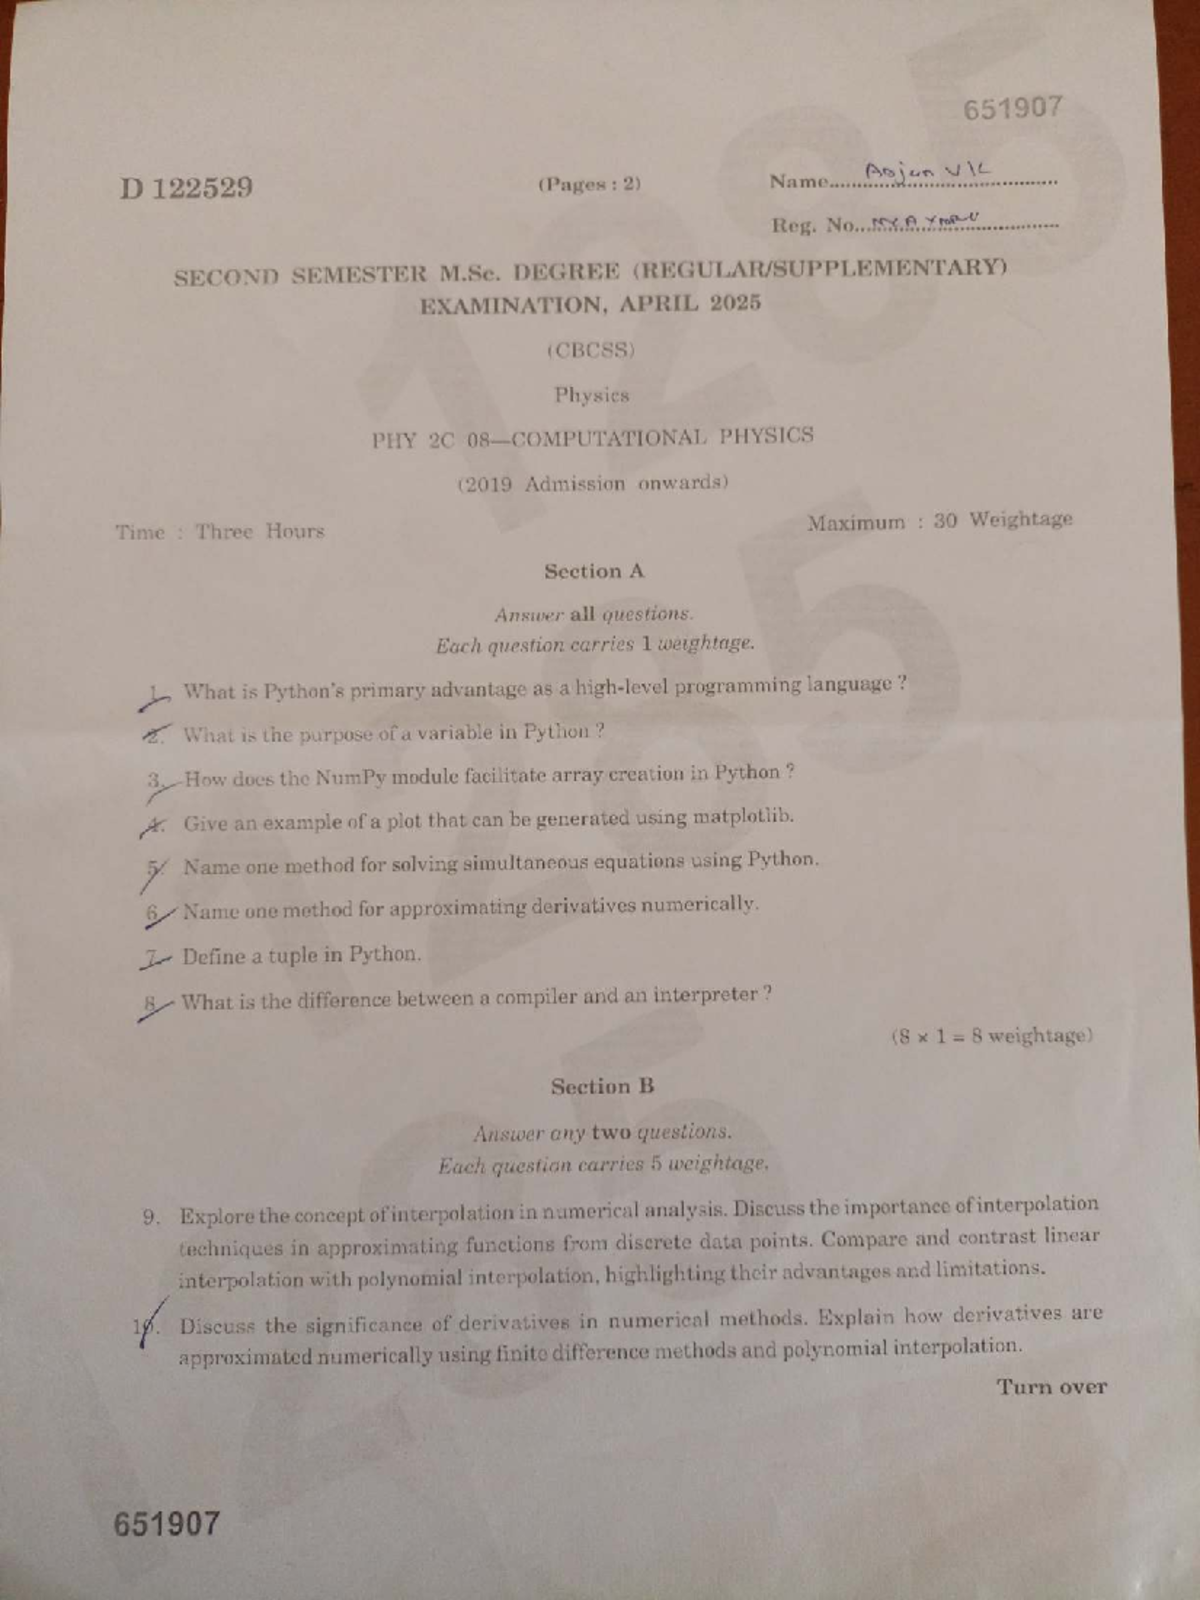 651907
D 122529
(Pages : 2)
Name.............Arjun V K..................
Reg. No.............................
SECOND SEMESTER M.Sc. DEGREE (REGULAR/SUPPLEMENTARY)
EXAMINATION, APRIL 2025
(CBCSS)
Physics
PHY 2C 08—COMPUTATIONAL PHYSICS
(2019 Admission onwards)
Time : Three Hours
Maximum : 30 Weightage
Section A
Answer all questions.
Each question carries 1 weightage.
1. What is Python's primary advantage as a high-level programming language ?
2. What is the purpose of a variable in Python ?
3. How does the NumPy module facilitate array creation in Python ?
4. Give an example of a plot that can be generated using matplotlib.
5. Name one method for solving simultaneous equations using Python.
6. Name one method for approximating derivatives numerically.
7. Define a tuple in Python.
8. What is the difference between a compiler and an interpreter ?
(8 × 1 = 8 weightage)
Section B
Answer any two questions.
Each question carries 5 weightage.
9. Explore the concept of interpolation in numerical analysis. Discuss the importance of interpolation
techniques in approximating functions from discrete data points. Compare and contrast linear
interpolation with polynomial interpolation, highlighting their advantages and limitations.
10. Discuss the significance of derivatives in numerical methods. Explain how derivatives are
approximated numerically using finite difference methods and polynomial interpolation.
Turn over
651907